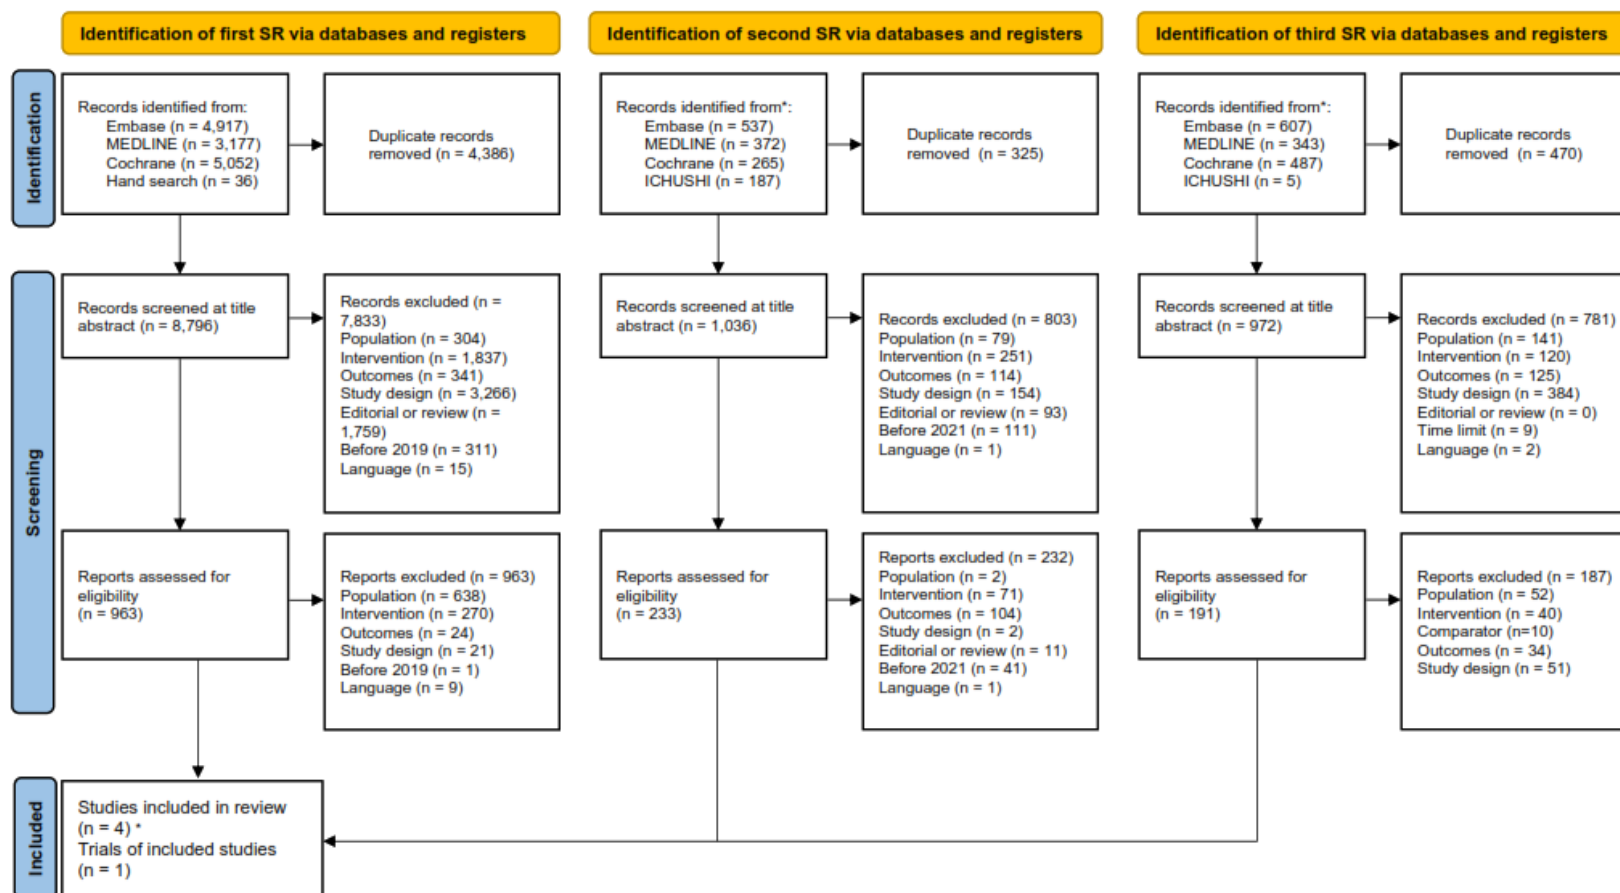 Identification of first SR via databases and registers
Identification of second SR via databases and registers
Identification of third SR via databases and registers
Identification
Records identified from:
Embase (n = 4,917)
MEDLINE (n = 3,177)
Cochrane (n = 5,052)
Hand search (n = 36)
Duplicate records
removed (n = 4,386)
Records identified from*:
Embase (n = 537)
MEDLINE (n = 372)
Cochrane (n = 265)
ICHUSHI (n = 187)
Duplicate records
removed (n = 325)
Records identified from*:
Embase (n = 607)
MEDLINE (n = 343)
Cochrane (n = 487)
ICHUSHI (n = 5)
Duplicate records
removed (n = 470)
Screening
Records screened at title
abstract (n = 8,796)
Records excluded (n =
7,833)
Population (n = 304)
Intervention (n = 1,837)
Outcomes (n = 341)
Study design (n = 3,266)
Editorial or review (n =
1,759)
Before 2019 (n = 311)
Language (n = 15)
Records screened at title
abstract (n = 1,036)
Records excluded (n = 803)
Population (n = 79)
Intervention (n = 251)
Outcomes (n = 114)
Study design (n = 154)
Editorial or review (n = 93)
Before 2021 (n = 111)
Language (n = 1)
Records screened at title
abstract (n = 972)
Records excluded (n = 781)
Population (n = 141)
Intervention (n = 120)
Outcomes (n = 125)
Study design (n = 384)
Editorial or review (n = 0)
Time limit (n = 9)
Language (n = 2)
Reports assessed for
eligibility
(n = 963)
Reports excluded (n = 963)
Population (n = 638)
Intervention (n = 270)
Outcomes (n = 24)
Study design (n = 21)
Before 2019 (n = 1)
Language (n = 9)
Reports assessed for
eligibility
(n = 233)
Reports excluded (n = 232)
Population (n = 2)
Intervention (n = 71)
Outcomes (n = 104)
Study design (n = 2)
Editorial or review (n = 11)
Before 2021 (n = 41)
Language (n = 1)
Reports assessed for
eligibility
(n = 191)
Reports excluded (n = 187)
Population (n = 52)
Intervention (n = 40)
Comparator (n=10)
Outcomes (n = 34)
Study design (n = 51)
Included
Studies included in review
(n = 4) *
Trials of included studies
(n = 1)